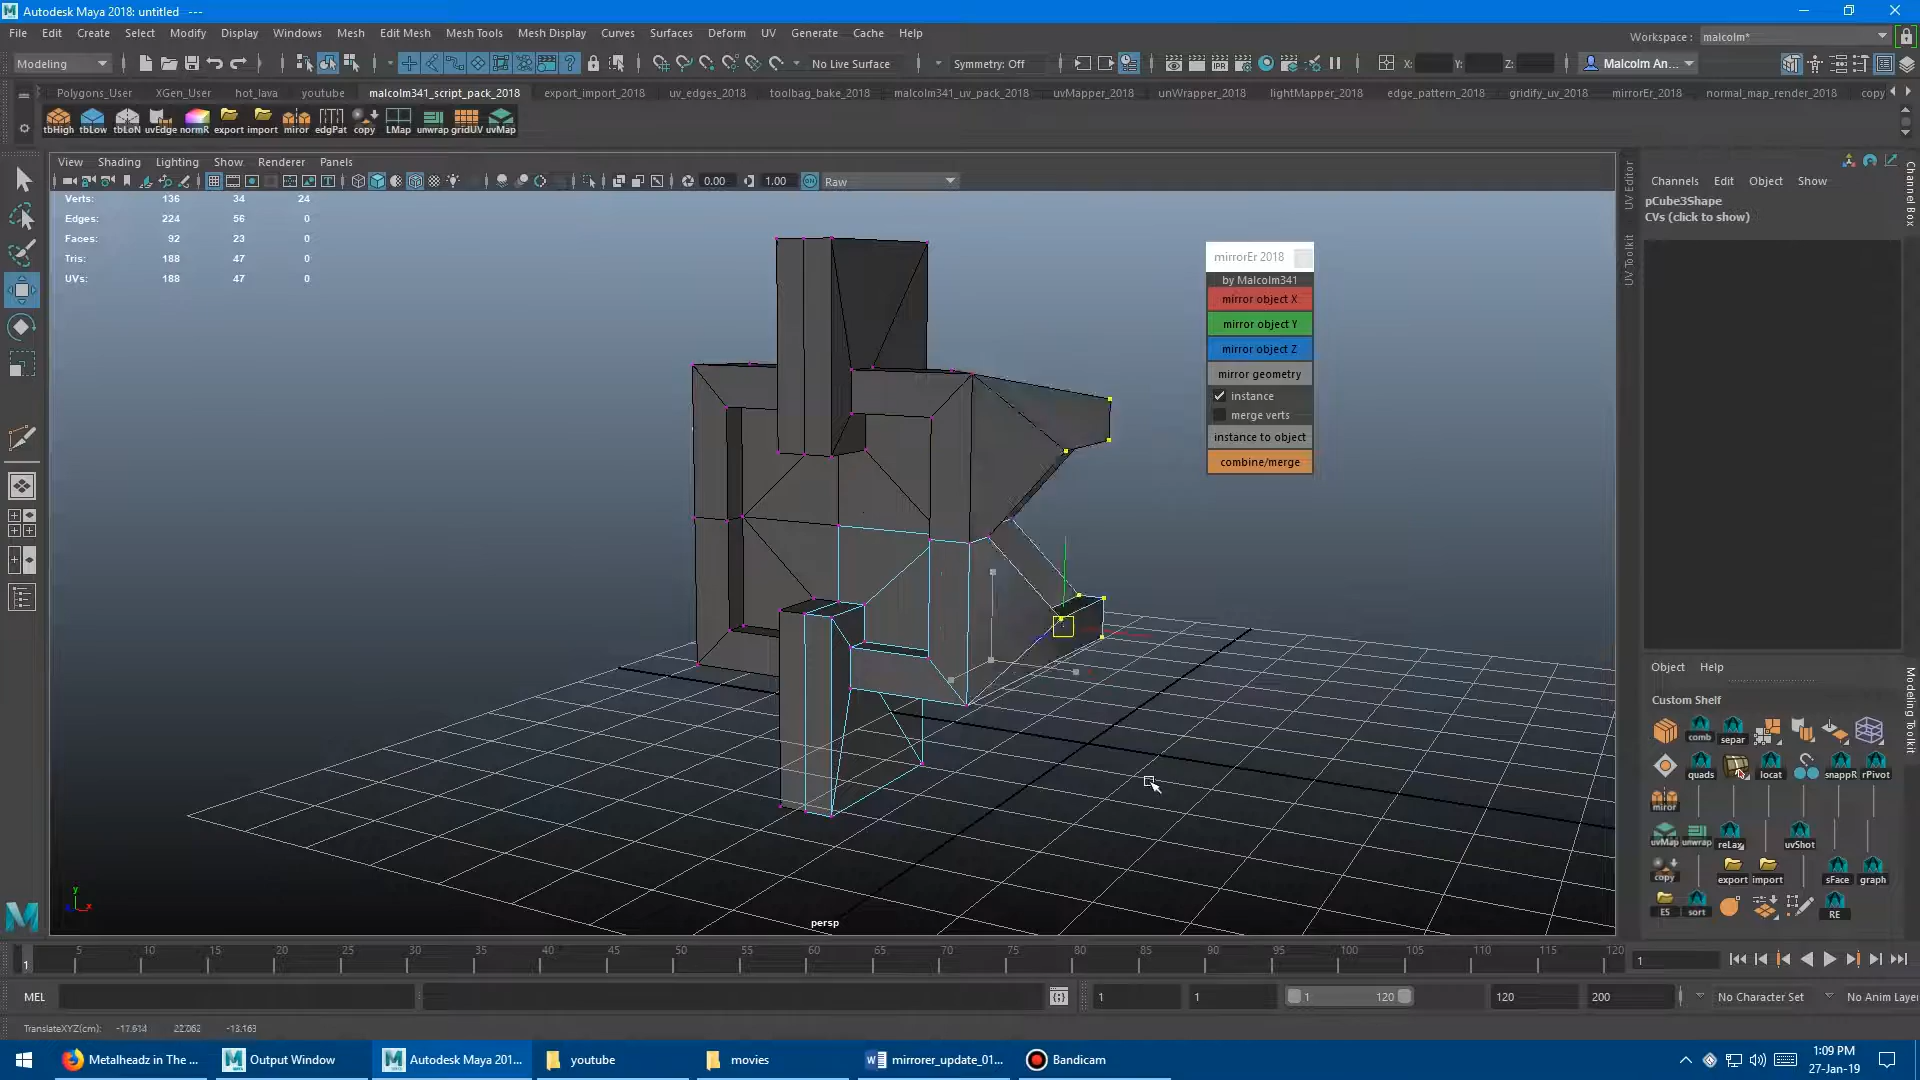 Autodesk Maya 2018: untitled ---
File Edit Create Select Modify Display Windows Mesh Edit Mesh Mesh Tools Mesh Display Curves Surfaces Deform UV Generate Cache Help
Workspace : malcolm*
Modeling No Live Surface Symmetry: Off X: Y: Z: Malcolm An...
Polygons_User XGen_User hot_lava youtube malcolm341_script_pack_2018 export_import_2018 uv_edges_2018 toolbag_bake_2018 malcolm341_uv_pack_2018 uvMapper_2018 unWrapper_2018 lightMapper_2018 edge_pattern_2018 gridify_uv_2018 mirrorEr_2018 normal_map_render_2018 copy
tbHigh tbLow tbLoN uvEdge normR export import miror edgPat copy LMap unwrap gridUV uvMap
View Shading Lighting Show Renderer Panels
0.00 1.00 Raw
Verts: 136 34 24
Edges: 224 56 0
Faces: 92 23 0
Tris: 188 47 0
UVs: 188 47 0
mirrorEr 2018
by Malcolm341
mirror object X
mirror object Y
mirror object Z
mirror geometry
instance
merge verts
instance to object
combine/merge
y
x
persp
UV Editor
UV Toolkit
Channels Edit Object Show
pCube3Shape
CVs (click to show)
Channel Box
Modeling Toolkit
Object Help
Custom Shelf
comb separ
quads locat snappR rPivot
miror
uvMap unwrap reLax uvShot
copy export import sFace graph
ES sort RE
1 5 10 15 20 25 30 35 40 45 50 55 60 65 70 75 80 85 90 95 100 105 110 115 120
1
MEL 1 1 1 120 120 200 No Character Set No Anim Layer
TranslateXYZ(cm): -17.614 22.062 -13.163
Metalheadz in The ... Output Window Autodesk Maya 201... youtube movies mirrorer_update_01... Bandicam
1:09 PM
27-Jan-19